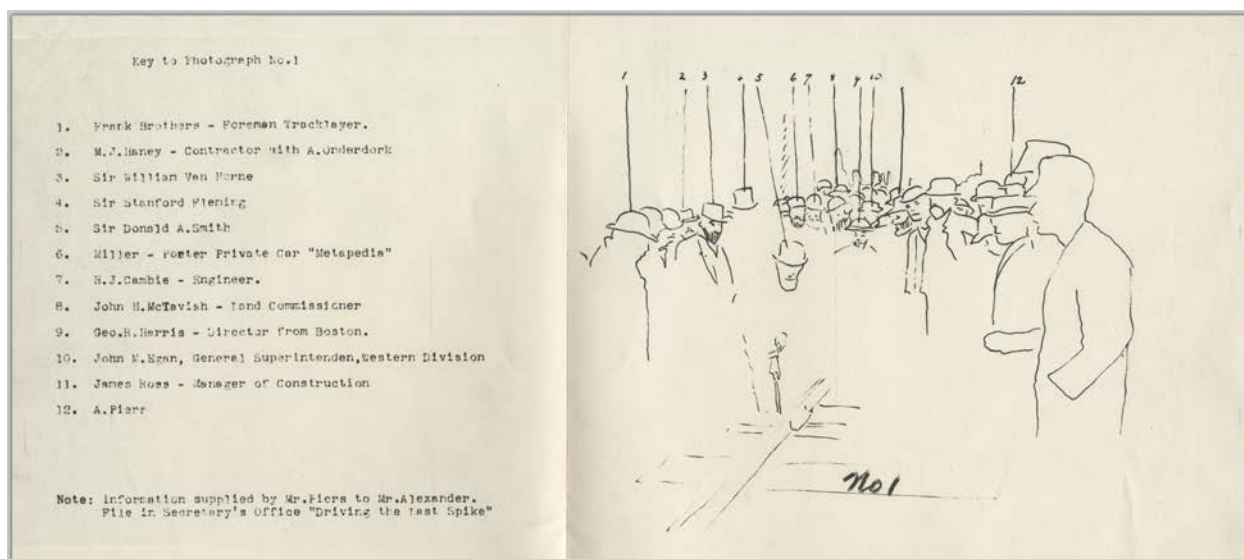 Key to Photograph No.1
1. Frank Brothers - Foreman Tracklayer.
2. M.J.Haney - Contractor with A.Onderdork
3. Sir William Van Horne
4. Sir Stanford Fleming
5. Sir Donald A.Smith
6. Miller - Porter Private Car "Metapedia"
7. H.J.Cambie - Engineer.
8. John H.McTavish - Land Commissioner
9. Geo.R.Harris - Director from Boston.
10. John M.Egan, General Superintenden,Western Division
11. James Ross - Manager of Construction
12. A.Piers
Note: Information supplied by Mr.Piers to Mr.Alexander.
File in Secretary's Office "Driving the Last Spike"
1 2 3 4 5 6 7 8 9 10 12
No 1